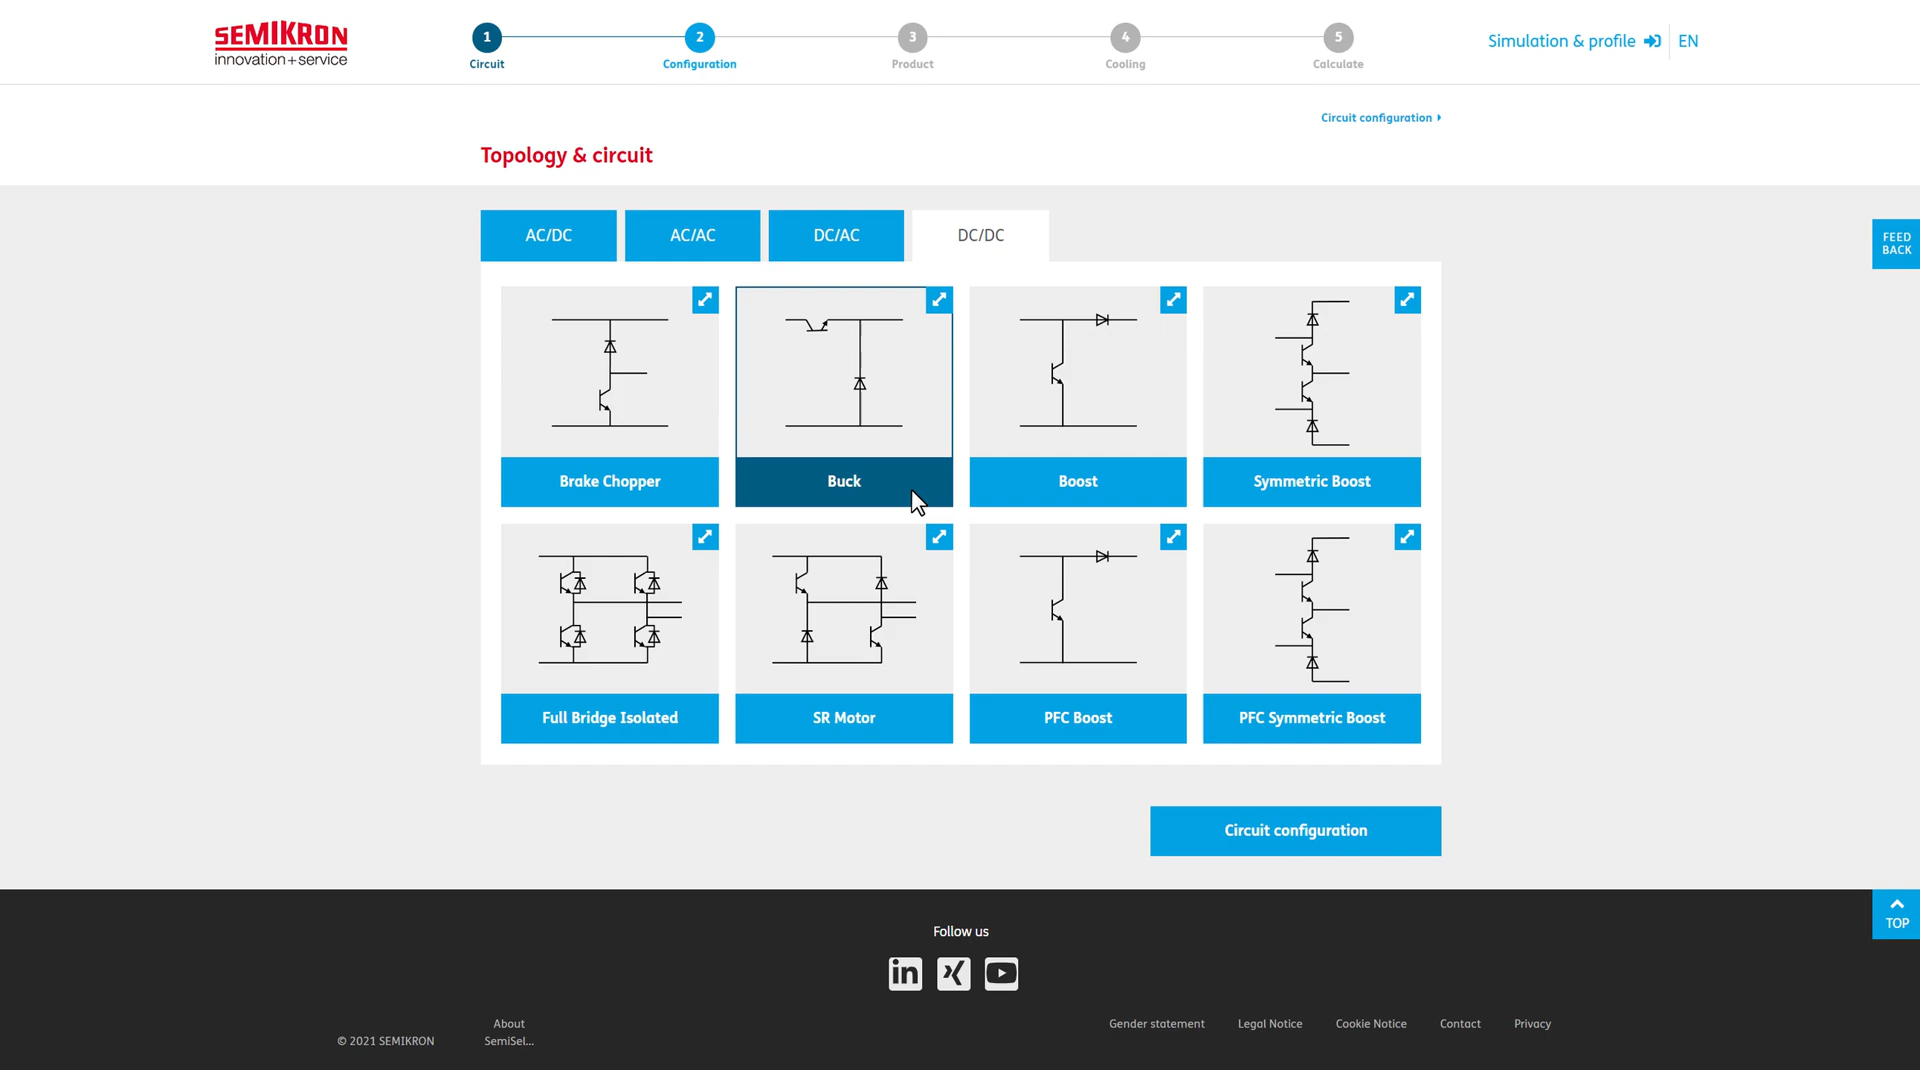 SEMIKRON
innovation+service
1
Circuit
2
Configuration
3
Product
4
Cooling
5
Calculate
Simulation & profile
EN
Circuit configuration
Topology & circuit
AC/DC
AC/AC
DC/AC
DC/DC
FEED
BACK
Brake Chopper
Buck
Boost
Symmetric Boost
Full Bridge Isolated
SR Motor
PFC Boost
PFC Symmetric Boost
Circuit configuration
TOP
Follow us
in
© 2021 SEMIKRON
About
SemiSel...
Gender statement
Legal Notice
Cookie Notice
Contact
Privacy